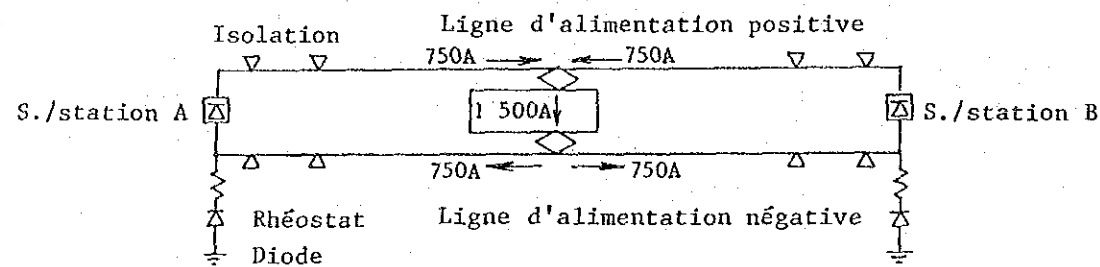 Ligne d'alimentation positive
Isolation
750A 750A
S./station A
1 500A
S./station B
750A 750A
Rhéostat
Ligne d'alimentation négative
Diode